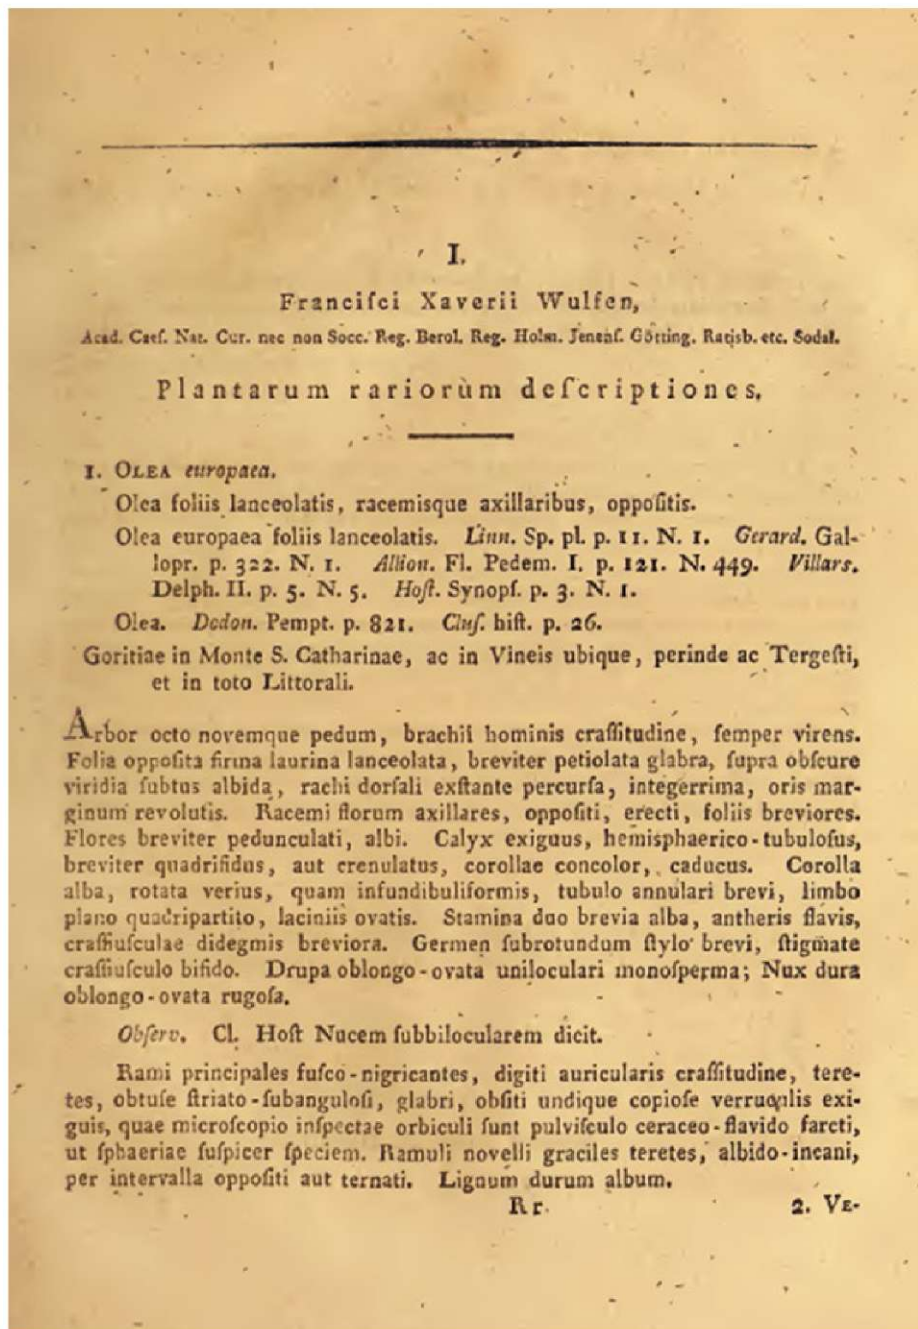 I.
Franciſci Xaverii Wulfen,
Acad. Caeſ. Nat. Cur. nec non Socc. Reg. Berol. Reg. Holm. Jenenſ. Götting. Ratisb. etc. Sodal.
Plantarum rariorùm deſcriptiones.
1. OLEA europaea.
Olea foliis lanceolatis, racemisque axillaribus, oppoſitis.
Olea europaea foliis lanceolatis. Linn. Sp. pl. p. 11. N. 1. Gerard. Gal-
lopr. p. 322. N. 1. Allion. Fl. Pedem. I. p. 121. N. 449. Villars.
Delph. II. p. 5. N. 5. Hoſt. Synopſ. p. 3. N. 1.
Olea. Dodon. Pempt. p. 821. Cluſ. hiſt. p. 26.
Goritiae in Monte S. Catharinae, ac in Vineis ubique, perinde ac Tergeſti,
et in toto Littorali.
Arbor octo novemque pedum, brachii hominis craſſitudine, ſemper virens.
Folia oppoſita firma laurina lanceolata, breviter petiolata glabra, ſupra obſcure
viridia ſubtus albida, rachi dorſali exſtante percurſa, integerrima, oris mar-
ginum revolutis. Racemi florum axillares, oppoſiti, erecti, foliis breviores.
Flores breviter pedunculati, albi. Calyx exiguus, hemisphaerico-tubuloſus,
breviter quadrifidus, aut crenulatus, corollae concolor, caducus. Corolla
alba, rotata verius, quam infundibuliformis, tubulo annulari brevi, limbo
plano quadripartito, laciniis ovatis. Stamina duo brevia alba, antheris flavis,
craſſiuſculae didegmis breviora. Germen ſubrotundum ſtylo brevi, ſtigmate
craſſiuſculo bifido. Drupa oblongo-ovata uniloculari monoſperma; Nux dura
oblongo-ovata rugoſa.
Obſerv. Cl. Hoſt Nucem ſubbilocularem dicit.
Rami principales fuſco-nigricantes, digiti auricularis craſſitudine, tere-
tes, obtuſe ſtriato-ſubanguloſi, glabri, obſiti undique copioſe verruculis exi-
guis, quae microſcopio inſpectae orbiculi ſunt pulviſculo ceraceo-flavido farcti,
ut ſphaeriae ſuſpicer ſpeciem. Ramuli novelli graciles teretes, albido-incani,
per intervalla oppoſiti aut ternati. Lignum durum album.
Rr
2. VE-